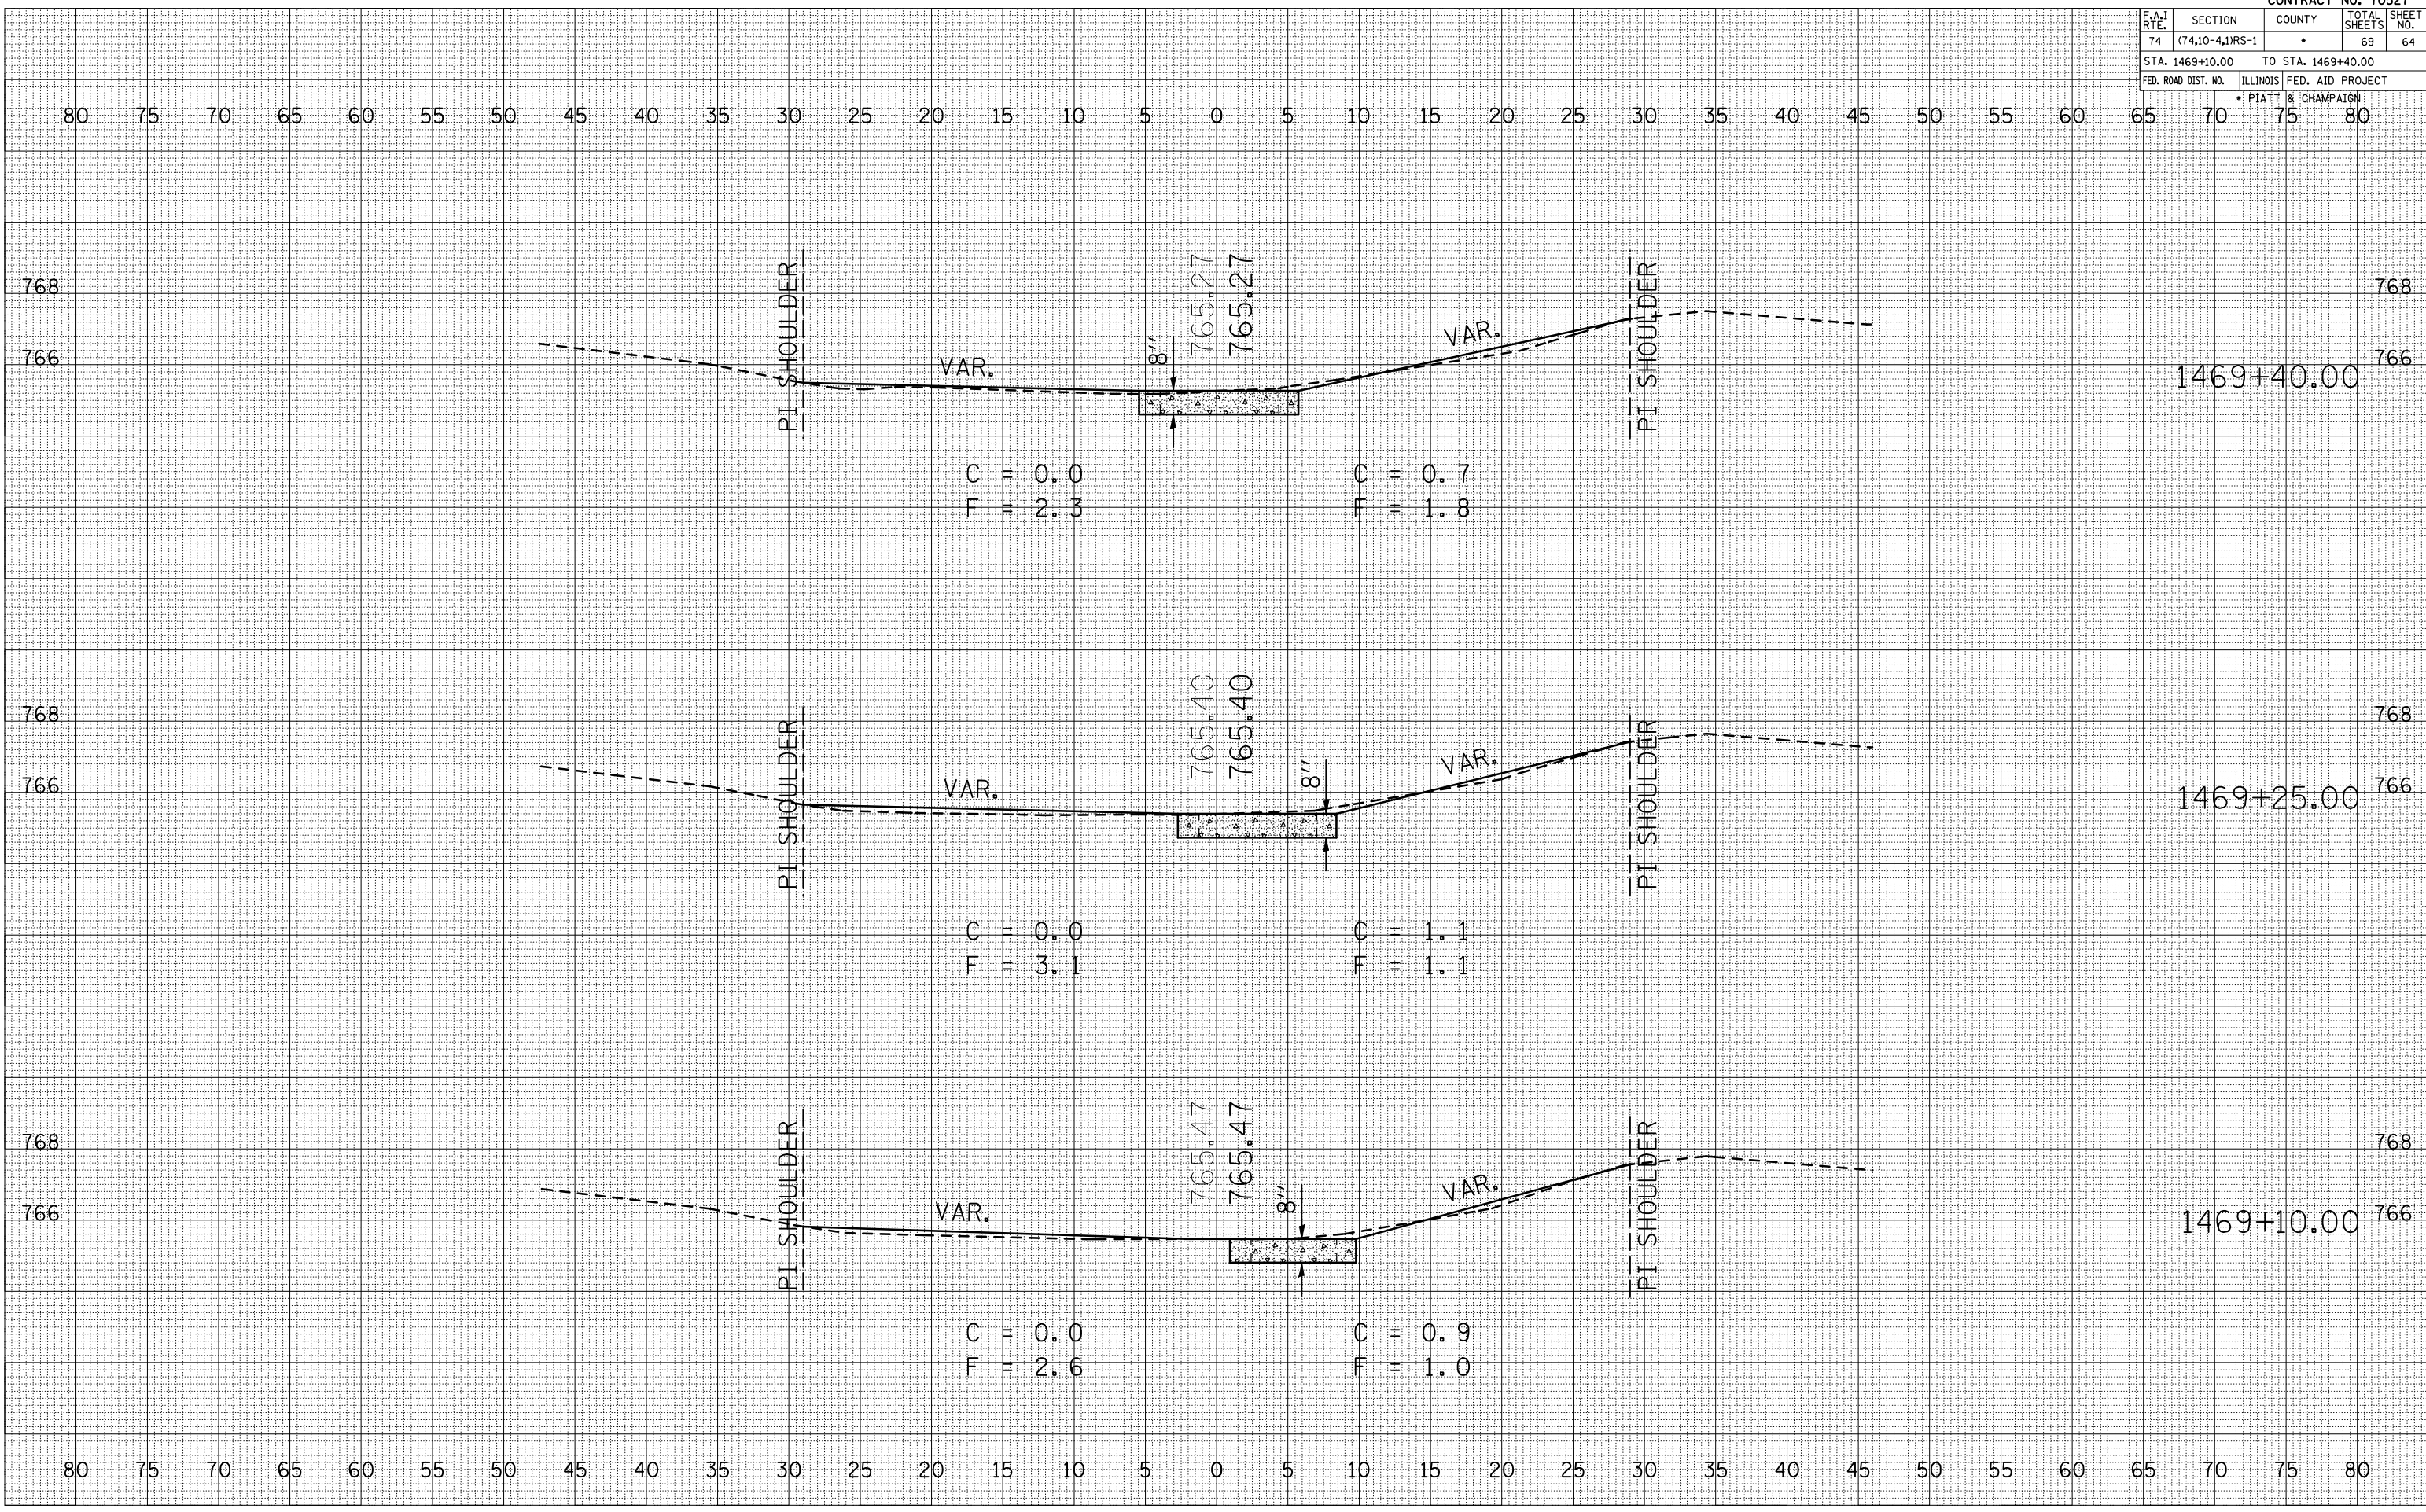 F.A.I RTE. SECTION COUNTY TOTAL SHEETS SHEET NO.
74 (74,10-4,1)RS-1 * 69 64
STA. 1469+10.00 TO STA. 1469+40.00
FED. ROAD DIST. NO. ILLINOIS FED. AID PROJECT
* PIATT & CHAMPAIGN
80 75 70 65 60 55 50 45 40 35 30 25 20 15 10 5 0 5 10 15 20 25 30 35 40 45 50 55 60 65 70 75 80
PI SHOULDER
765.27
765.27
PI SHOULDER
768 768
8"
VAR.
VAR.
766 766
1469+40.00
C = 0.0 C = 0.7
F = 2.3 F = 1.8
PI SHOULDER
765.40
765.40
PI SHOULDER
768 768
8"
VAR.
VAR.
766 766
1469+25.00
C = 0.0 C = 1.1
F = 3.1 F = 1.1
PI SHOULDER
765.47
765.47
PI SHOULDER
768 768
8"
VAR.
VAR.
766 766
1469+10.00
C = 0.0 C = 0.9
F = 2.6 F = 1.0
80 75 70 65 60 55 50 45 40 35 30 25 20 15 10 5 0 5 10 15 20 25 30 35 40 45 50 55 60 65 70 75 80